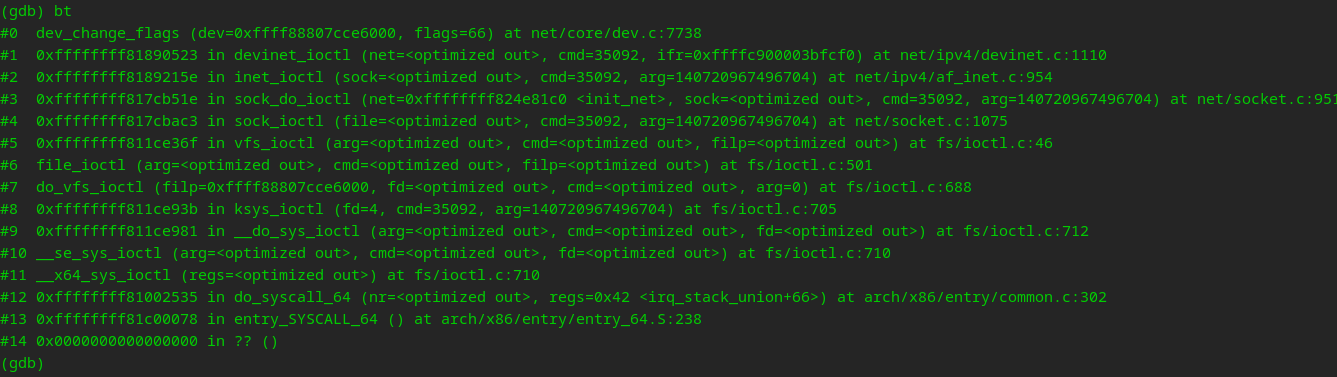 (gdb) bt
#0  dev_change_flags (dev=0xffff88807cce6000, flags=66) at net/core/dev.c:7738
#1  0xffffffff81890523 in devinet_ioctl (net=<optimized out>, cmd=35092, ifr=0xffffc900003bfcf0) at net/ipv4/devinet.c:1110
#2  0xffffffff8189215e in inet_ioctl (sock=<optimized out>, cmd=35092, arg=140720967496704) at net/ipv4/af_inet.c:954
#3  0xffffffff817cb51e in sock_do_ioctl (net=0xffffffff824e81c0 <init_net>, sock=<optimized out>, cmd=35092, arg=140720967496704) at net/socket.c:951
#4  0xffffffff817cbac3 in sock_ioctl (file=<optimized out>, cmd=35092, arg=140720967496704) at net/socket.c:1075
#5  0xffffffff811ce36f in vfs_ioctl (arg=<optimized out>, cmd=<optimized out>, filp=<optimized out>) at fs/ioctl.c:46
#6  file_ioctl (arg=<optimized out>, cmd=<optimized out>, filp=<optimized out>) at fs/ioctl.c:501
#7  do_vfs_ioctl (filp=0xffff88807cce6000, fd=<optimized out>, cmd=<optimized out>, arg=0) at fs/ioctl.c:688
#8  0xffffffff811ce93b in ksys_ioctl (fd=4, cmd=35092, arg=140720967496704) at fs/ioctl.c:705
#9  0xffffffff811ce981 in __do_sys_ioctl (arg=<optimized out>, cmd=<optimized out>, fd=<optimized out>) at fs/ioctl.c:712
#10 __se_sys_ioctl (arg=<optimized out>, cmd=<optimized out>, fd=<optimized out>) at fs/ioctl.c:710
#11 __x64_sys_ioctl (regs=<optimized out>) at fs/ioctl.c:710
#12 0xffffffff81002535 in do_syscall_64 (nr=<optimized out>, regs=0x42 <irq_stack_union+66>) at arch/x86/entry/common.c:302
#13 0xffffffff81c00078 in entry_SYSCALL_64 () at arch/x86/entry/entry_64.S:238
#14 0x0000000000000000 in ?? ()
(gdb)